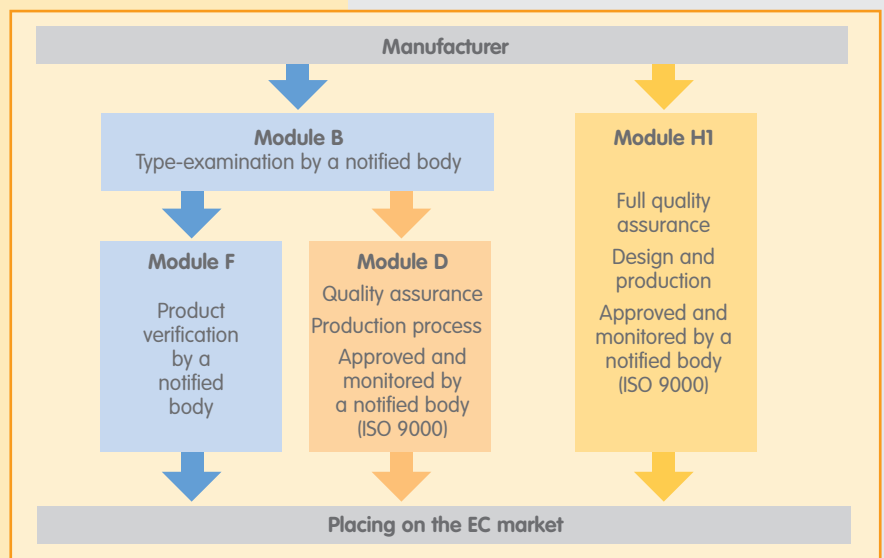 Manufacturer
Module B
Type-examination by a notified body
Module F
Product
verification
by a
notified
body
Module D
Quality assurance
Production process
Approved and
monitored by
a notified body
(ISO 9000)
Module H1
Full quality
assurance
Design and
production
Approved and
monitored by a
notified body
(ISO 9000)
Placing on the EC market